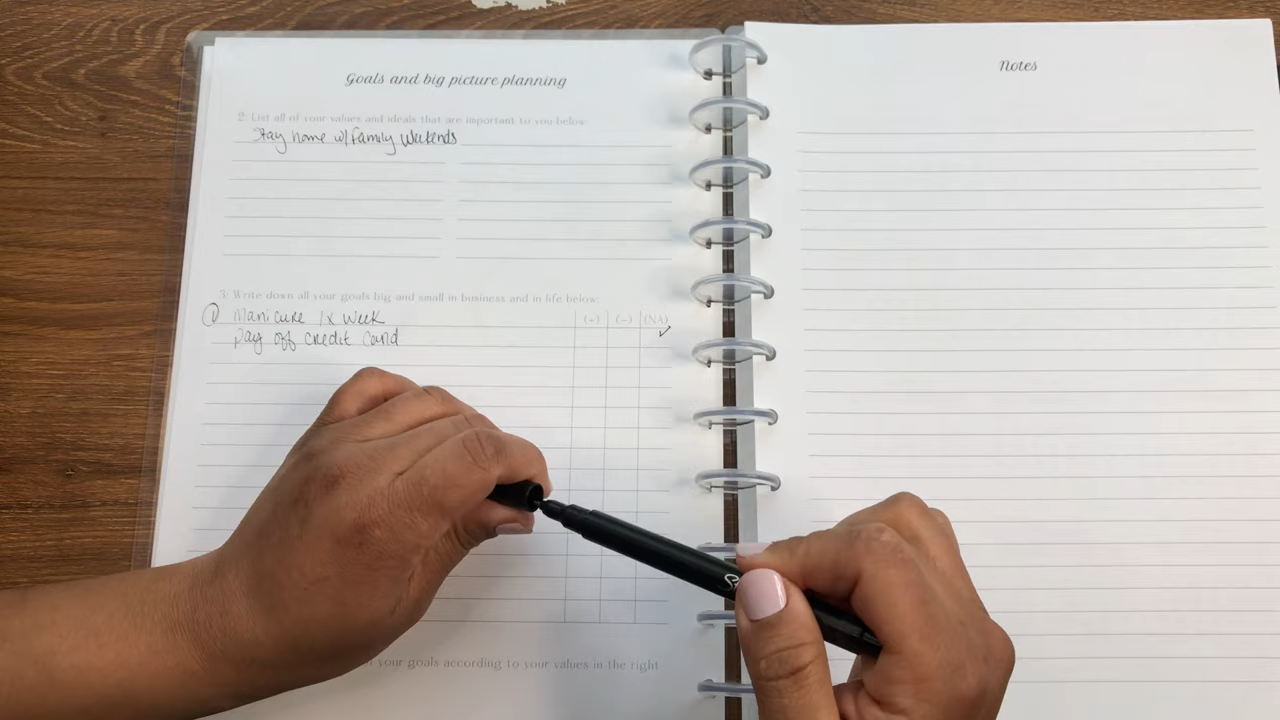 Goals and big picture planning
2. List all of your values and ideals that are important to you below:
Stay home w/family weekends
3. Write down all your goals big and small in business and in life below:
① Manicure 1x week
(+) (-) (NA)
✓
Pay off credit card
your goals according to your values in the right
Notes